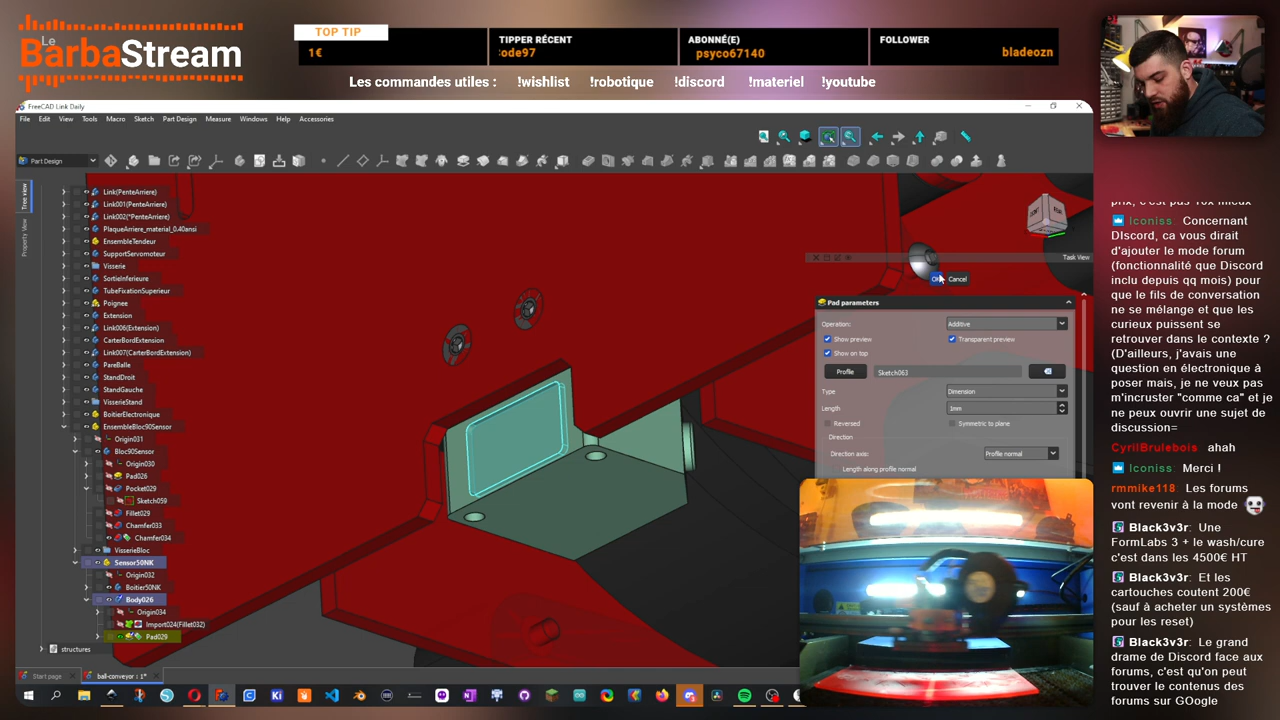 Le
BarbaStream
TOP TIP
1€
TIPPER RÉCENT
:ode97
ABONNÉ(E)
psyco67140
FOLLOWER
bladeozn
Les commandes utiles : !wishlist !robotique !discord !materiel !youtube
FreeCAD Link Daily
File Edit View Tools Macro Sketch Part Design Measure Windows Help Accessories
Part Design
Tree view
Property View
Link(PenteArriere)
Link001(PenteArriere)
Link002(*PenteArriere)
PlaqueArriere_material_0.40ansi
EnsembleTendeur
SupportServomoteur
Visserie
SortieInferieure
TubeFixationSuperieur
Poignee
Extension
Link006(Extension)
CarterBordExtension
Link007(CarterBordExtension)
PareBalle
StandDroit
StandGauche
VisserieStand
BoitierElectronique
EnsembleBloc90Sensor
Origin031
Bloc90Sensor
Origin030
Pad026
Pocket029
Sketch059
Fillet029
Chamfer033
Chamfer034
VisserieBloc
Sensor50NK
Origin032
Boitier50NK
Body026
Origin034
Import024(Fillet032)
Pad029
structures
Task View
OK Cancel
Pad parameters
Operation: Additive
Show preview Transparent preview
Show on top
Profile Sketch063
Type Dimension
Length 1mm
Reversed Symmetric to plane
Direction
Direction axis: Profile normal
Length along profile normal
Start page ball-conveyor : 1*
prix, c'est pas 10x mieux
Iconiss: Concernant
DIscord, ca vous dirait
d'ajouter le mode forum
(fonctionnalité que Discord
inclu depuis qq mois) pour
que le fils de conversation
ne se mélange et que les
curieux puissent se
retrouver dans le contexte ?
(D'ailleurs, j'avais une
question en électronique à
poser mais, je ne veux pas
m'incruster "comme ca" et je
ne peux ouvrir une sujet de
discussion=
CyrilBrulebois: ahah
Iconiss: Merci !
rmmike118: Les forums
vont revenir à la mode
Black3v3r: Une
FormLabs 3 + le wash/cure
c'est dans les 4500€ HT
Black3v3r: Et les
cartouches coutent 200€
(sauf à acheter un systèmes
pour les reset)
Black3v3r: Le grand
drame de Discord face aux
forums, c'est qu'on peut
trouver le contenus des
forums sur GOogle